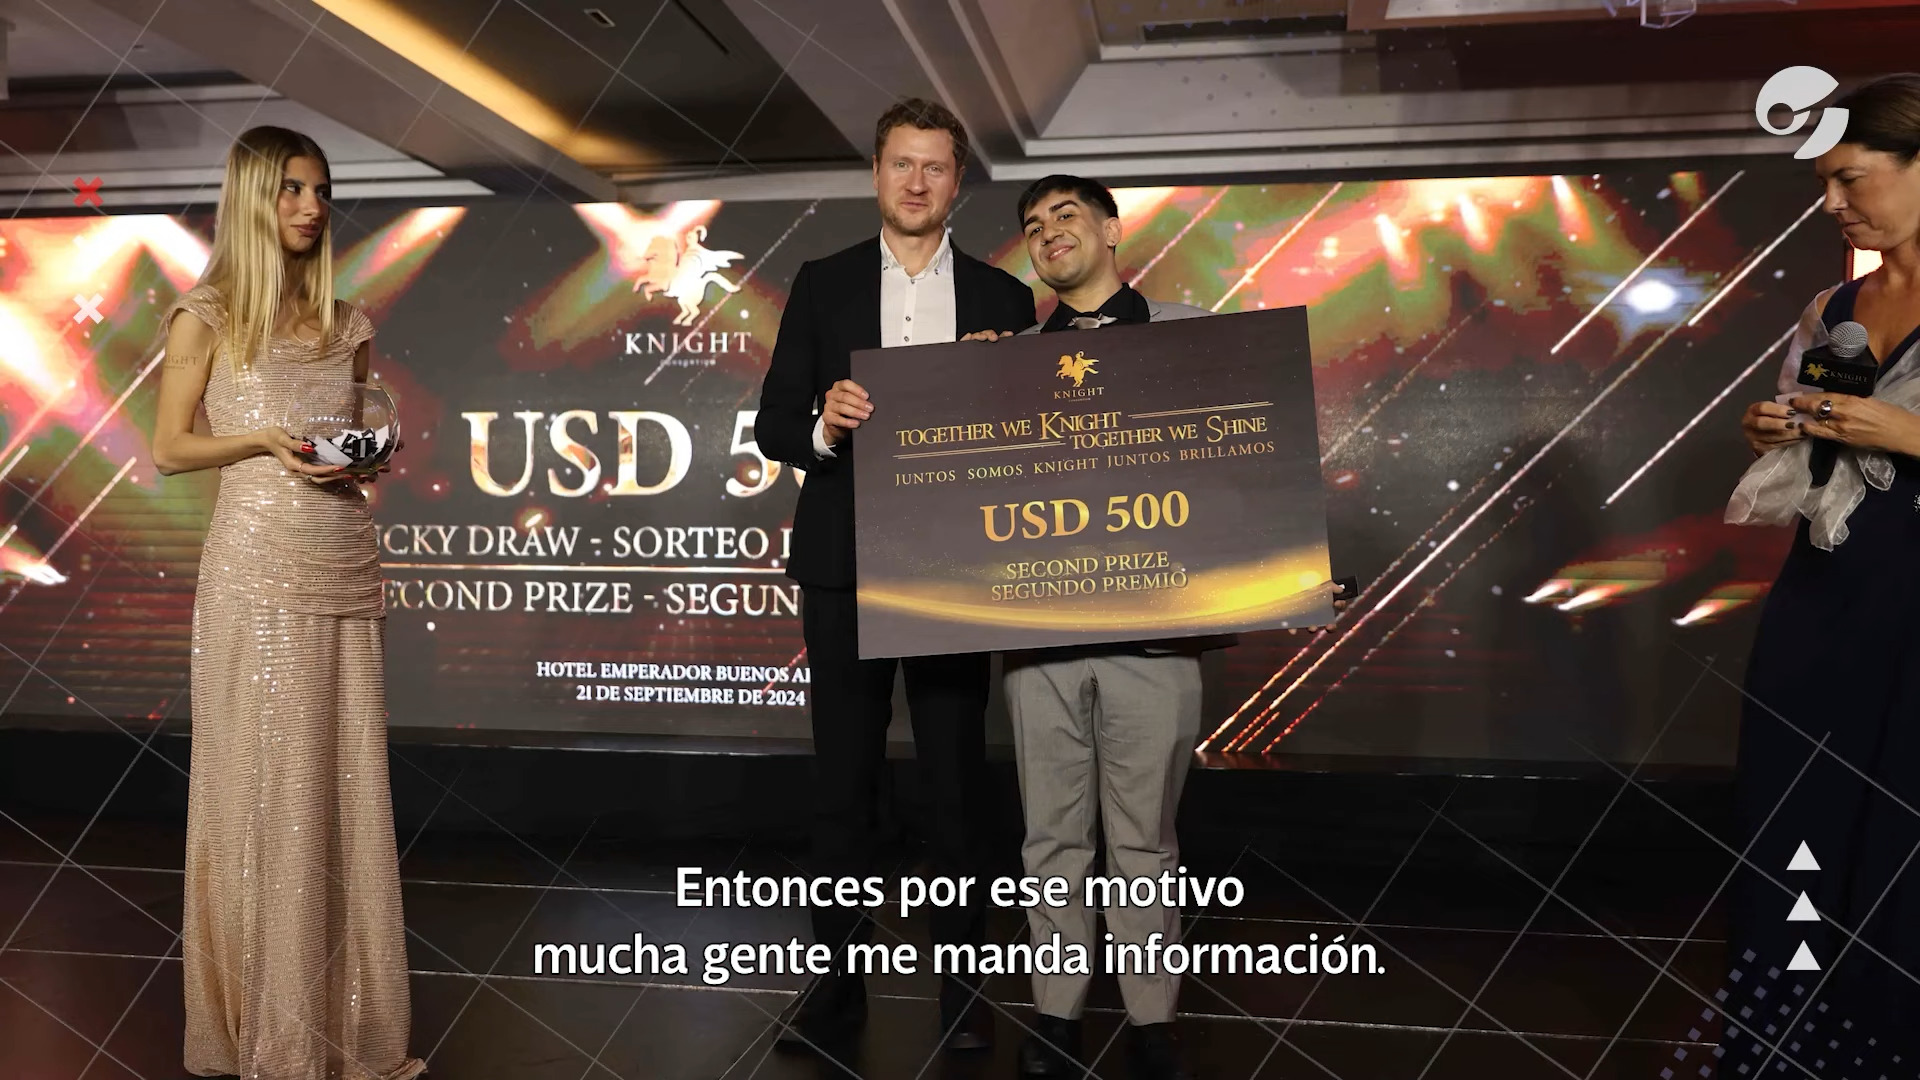 KNIGHT
USD 5
CKY DRAW - SORTEO
ECOND PRIZE - SEGUN
HOTEL EMPERADOR BUENOS AI
21 DE SEPTIEMBRE DE 2024
KNIGHT
TOGETHER WE KNIGHT
TOGETHER WE SHINE
JUNTOS SOMOS KNIGHT JUNTOS BRILLAMOS
USD 500
SECOND PRIZE
SEGUNDO PREMIO
KNIGHT
Entonces por ese motivo
mucha gente me manda información.